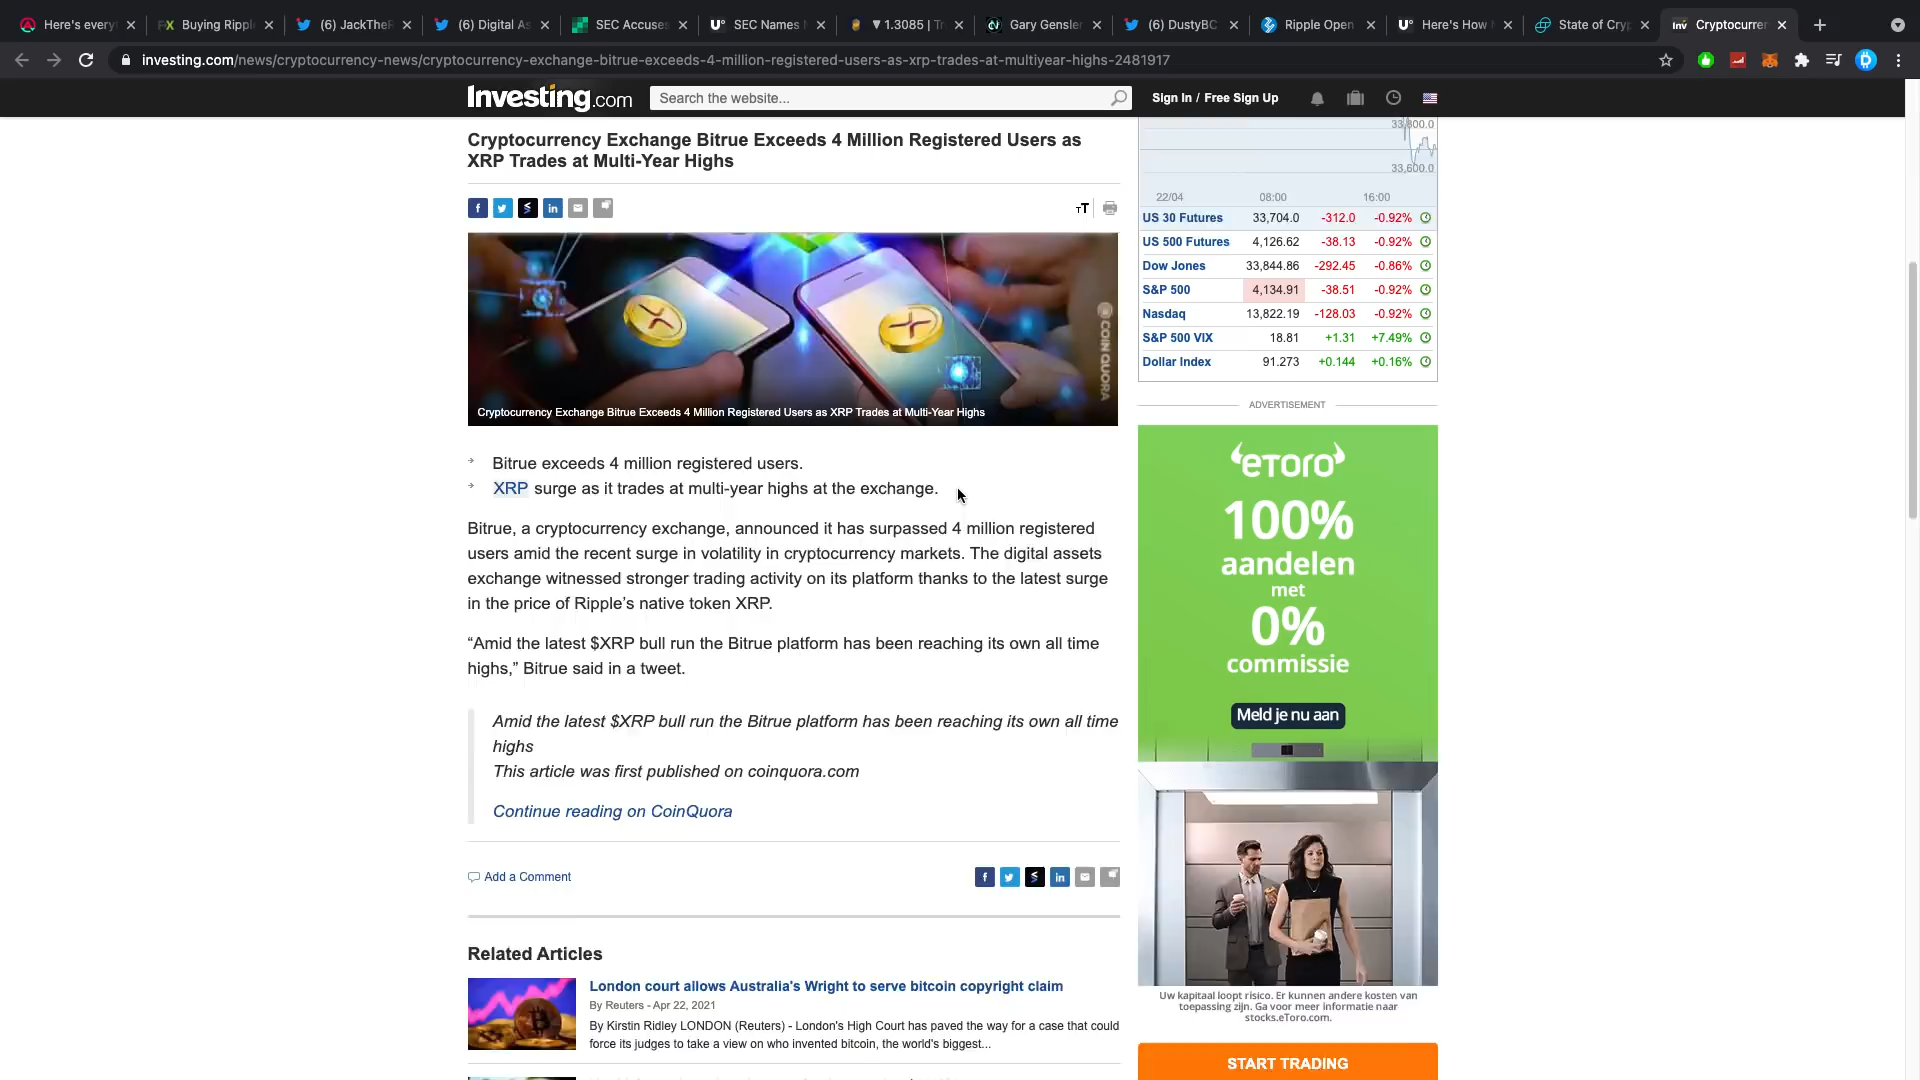 Here's every
Buying Ripple
(6) JackTheR
(6) Digital As
SEC Accuse
SEC Names
▼ 1.3085 | T
Gary Gensler
(6) DustyBC
Ripple Open
Here's How
State of Cryp
Cryptocurren
investing.com/news/cryptocurrency-news/cryptocurrency-exchange-bitrue-exceeds-4-million-registered-users-as-xrp-trades-at-multiyear-highs-2481917
Investing.com
Search the website...
Sign In / Free Sign Up
Cryptocurrency Exchange Bitrue Exceeds 4 Million Registered Users as
XRP Trades at Multi-Year Highs
TT
COIN QUORA
Cryptocurrency Exchange Bitrue Exceeds 4 Million Registered Users as XRP Trades at Multi-Year Highs
Bitrue exceeds 4 million registered users.
XRP surge as it trades at multi-year highs at the exchange.
Bitrue, a cryptocurrency exchange, announced it has surpassed 4 million registered
users amid the recent surge in volatility in cryptocurrency markets. The digital assets
exchange witnessed stronger trading activity on its platform thanks to the latest surge
in the price of Ripple’s native token XRP.
“Amid the latest $XRP bull run the Bitrue platform has been reaching its own all time
highs,” Bitrue said in a tweet.
Amid the latest $XRP bull run the Bitrue platform has been reaching its own all time
highs
This article was first published on coinquora.com
Continue reading on CoinQuora
Add a Comment
Related Articles
London court allows Australia's Wright to serve bitcoin copyright claim
By Reuters - Apr 22, 2021
By Kirstin Ridley LONDON (Reuters) - London's High Court has paved the way for a case that could
force its judges to take a view on who invented bitcoin, the world's biggest...
33,800.0
33,600.0
22/04 08:00 16:00
US 30 Futures 33,704.0 -312.0 -0.92%
US 500 Futures 4,126.62 -38.13 -0.92%
Dow Jones 33,844.86 -292.45 -0.86%
S&P 500 4,134.91 -38.51 -0.92%
Nasdaq 13,822.19 -128.03 -0.92%
S&P 500 VIX 18.81 +1.31 +7.49%
Dollar Index 91.273 +0.144 +0.16%
ADVERTISEMENT
eToro
100%
aandelen
met
0%
commissie
Meld je nu aan
Uw kapitaal loopt risico. Er kunnen andere kosten van
toepassing zijn. Ga voor meer informatie naar
stocks.eToro.com.
START TRADING